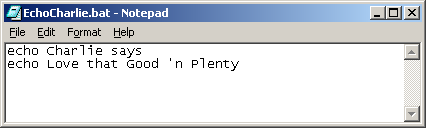 EchoCharlie.bat - Notepad
File Edit Format Help
echo Charlie says
echo Love that Good 'n Plenty